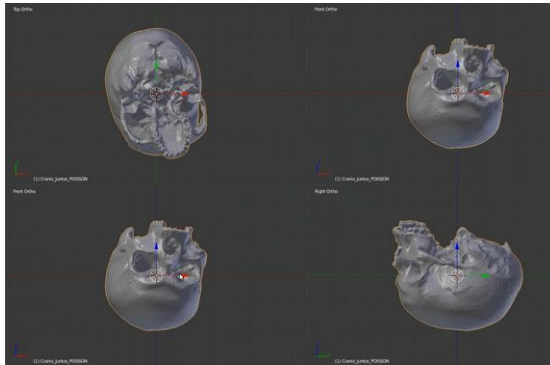 Top Ortho
Front Ortho
(1) Cranio_Juntos_POISSON
(1) Cranio_Juntos_POISSON
Front Ortho
Right Ortho
(1) Cranio_Juntos_POISSON
(1) Cranio_Juntos_POISSON